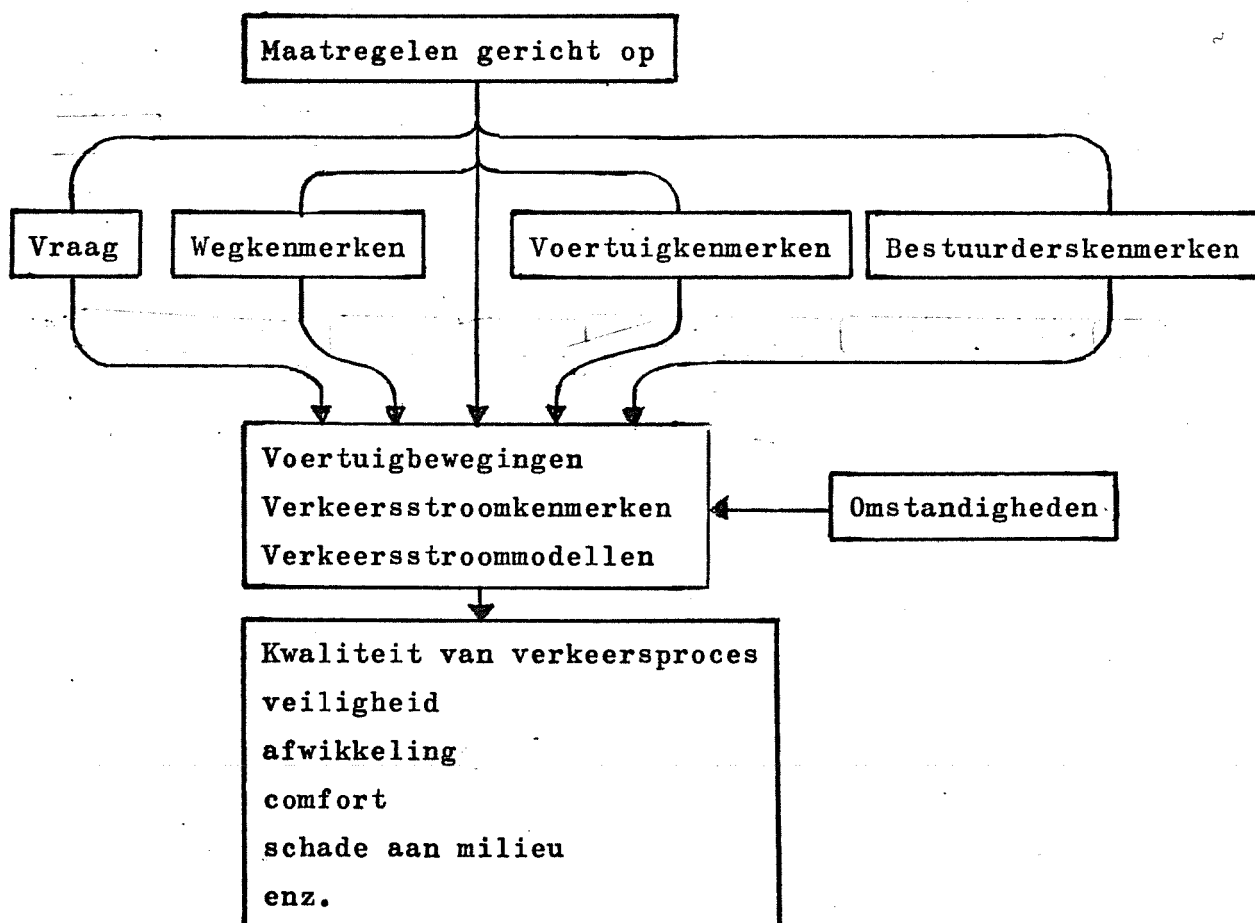 Maatregelen gericht op
Vraag
Wegkenmerken
Voertuigkenmerken
Bestuurderskenmerken
Voertuigbewegingen
Verkeersstroomkenmerken
Verkeersstroommodellen
Omstandigheden
Kwaliteit van verkeersproces
veiligheid
afwikkeling
comfort
schade aan milieu
enz.